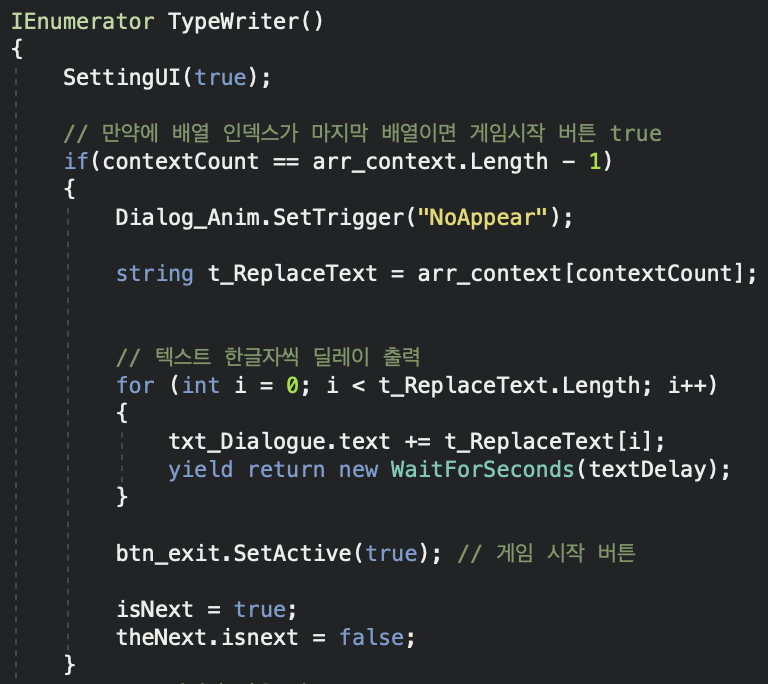 IEnumerator TypeWriter()
{
SettingUI(true);
// 만약에 배열 인덱스가 마지막 배열이면 게임시작 버튼 true
if(contextCount == arr_context.Length - 1)
{
Dialog_Anim.SetTrigger("NoAppear");
string t_ReplaceText = arr_context[contextCount];
// 텍스트 한글자씩 딜레이 출력
for (int i = 0; i < t_ReplaceText.Length; i++)
{
txt_Dialogue.text += t_ReplaceText[i];
yield return new WaitForSeconds(textDelay);
}
btn_exit.SetActive(true); // 게임 시작 버튼
isNext = true;
theNext.isnext = false;
}